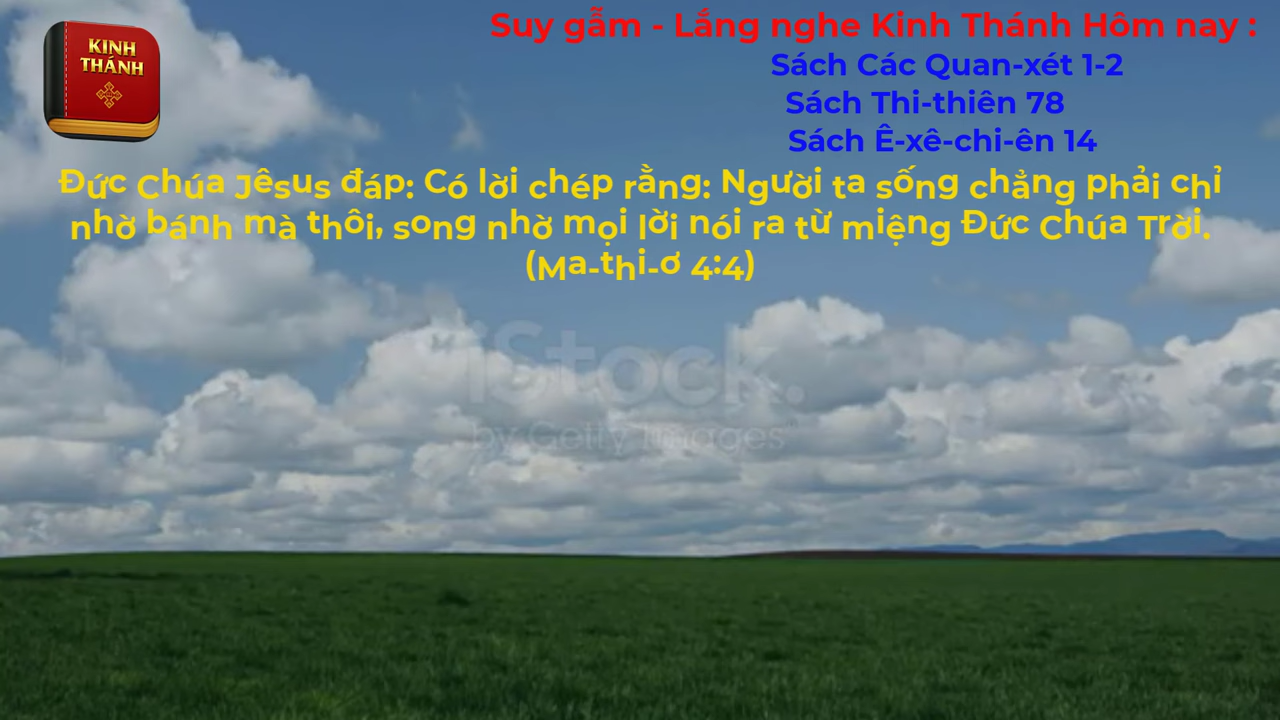 KINH
THÁNH
Suy gẫm - Lắng nghe Kinh Thánh Hôm nay :
Sách Các Quan-xét 1-2
Sách Thi-thiên 78
Sách Ê-xê-chi-ên 14
Đức Chúa Jêsus đáp: Có lời chép rằng: Người ta sống chẳng phải chỉ
nhờ bánh mà thôi, song nhờ mọi lời nói ra từ miệng Đức Chúa Trời.
(Ma-thi-ơ 4:4)
iStock.
by Getty Images